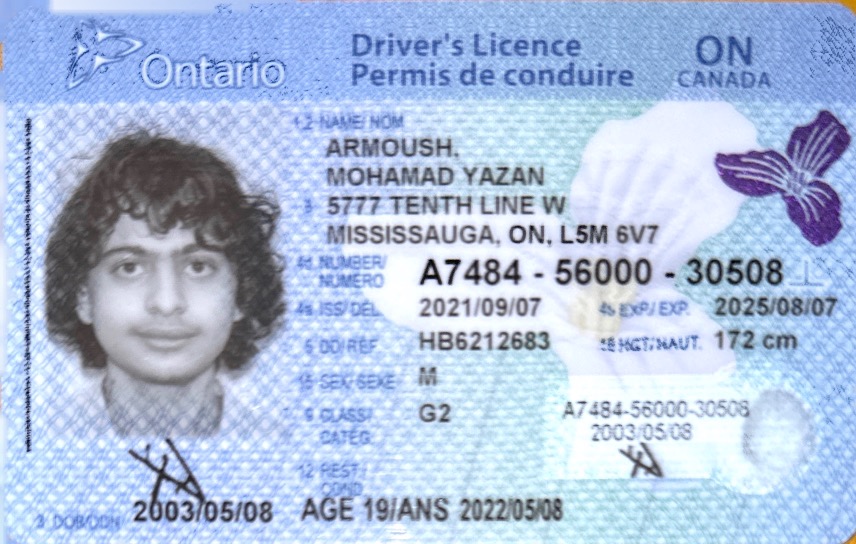 Ontario
Driver's Licence
Permis de conduire
ON
CANADA
1,2 NAME/ NOM
ARMOUSH,
MOHAMAD YAZAN
5777 TENTH LINE W
MISSISSAUGA, ON, L5M 6V7
4d NUMBER/
NUMERO
A7484 - 56000 - 30508
4a ISS/ DEL. 2021/09/07 4b EXP/ EXP. 2025/08/07
5 DD/ REF. HB6212683 16 HGT/HAUT. 172 cm
15 SEX/ SEXE M
9 CLASS/ G2
CATEG.
A7484-56000-30508
2003/05/08
12 REST./
COND.
3 DOB/DDN 2003/05/08 AGE 19/ANS 2022/05/08